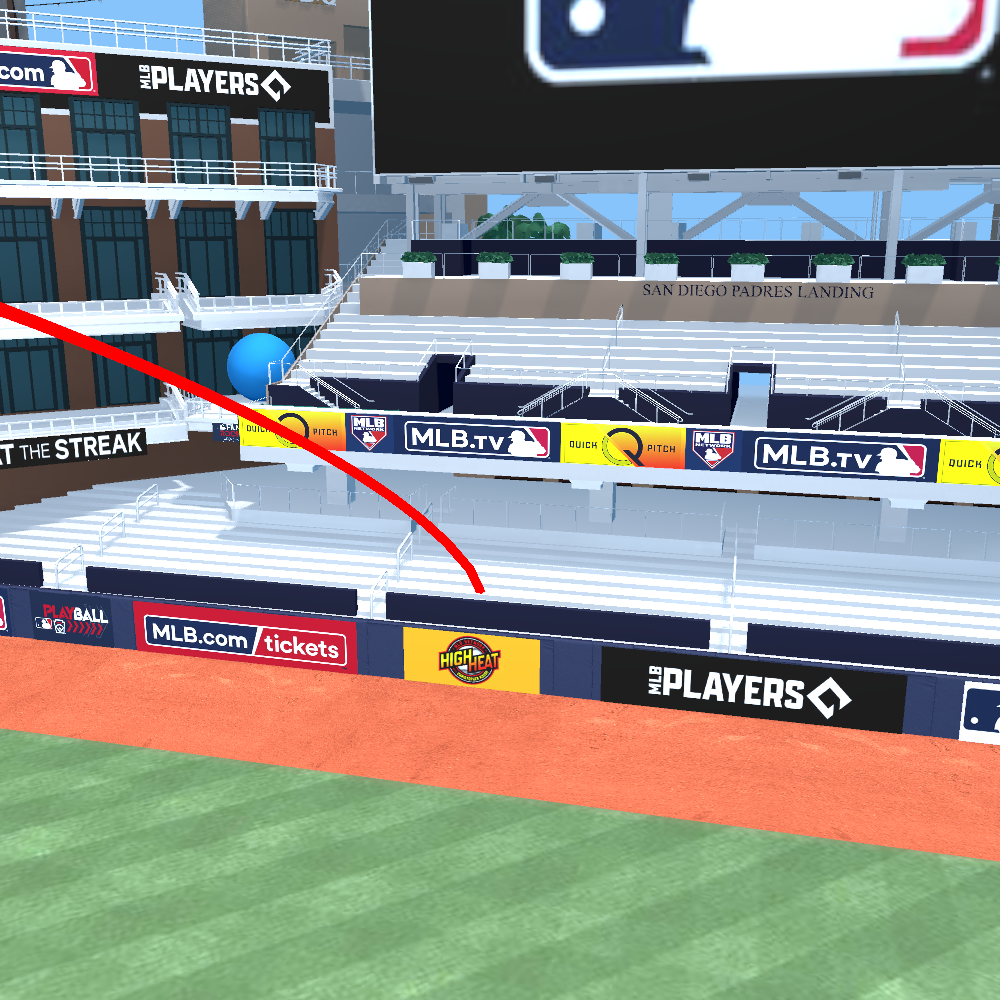 .com
MLB PLAYERS
SAN DIEGO PADRES LANDING
QUICK PITCH
MLB NETWORK
MLB.TV
QUICK PITCH
MLB NETWORK
MLB.TV
QUICK
THE STREAK
PLAY BALL
MLB.com/tickets
HIGH HEAT
MLB PLAYERS